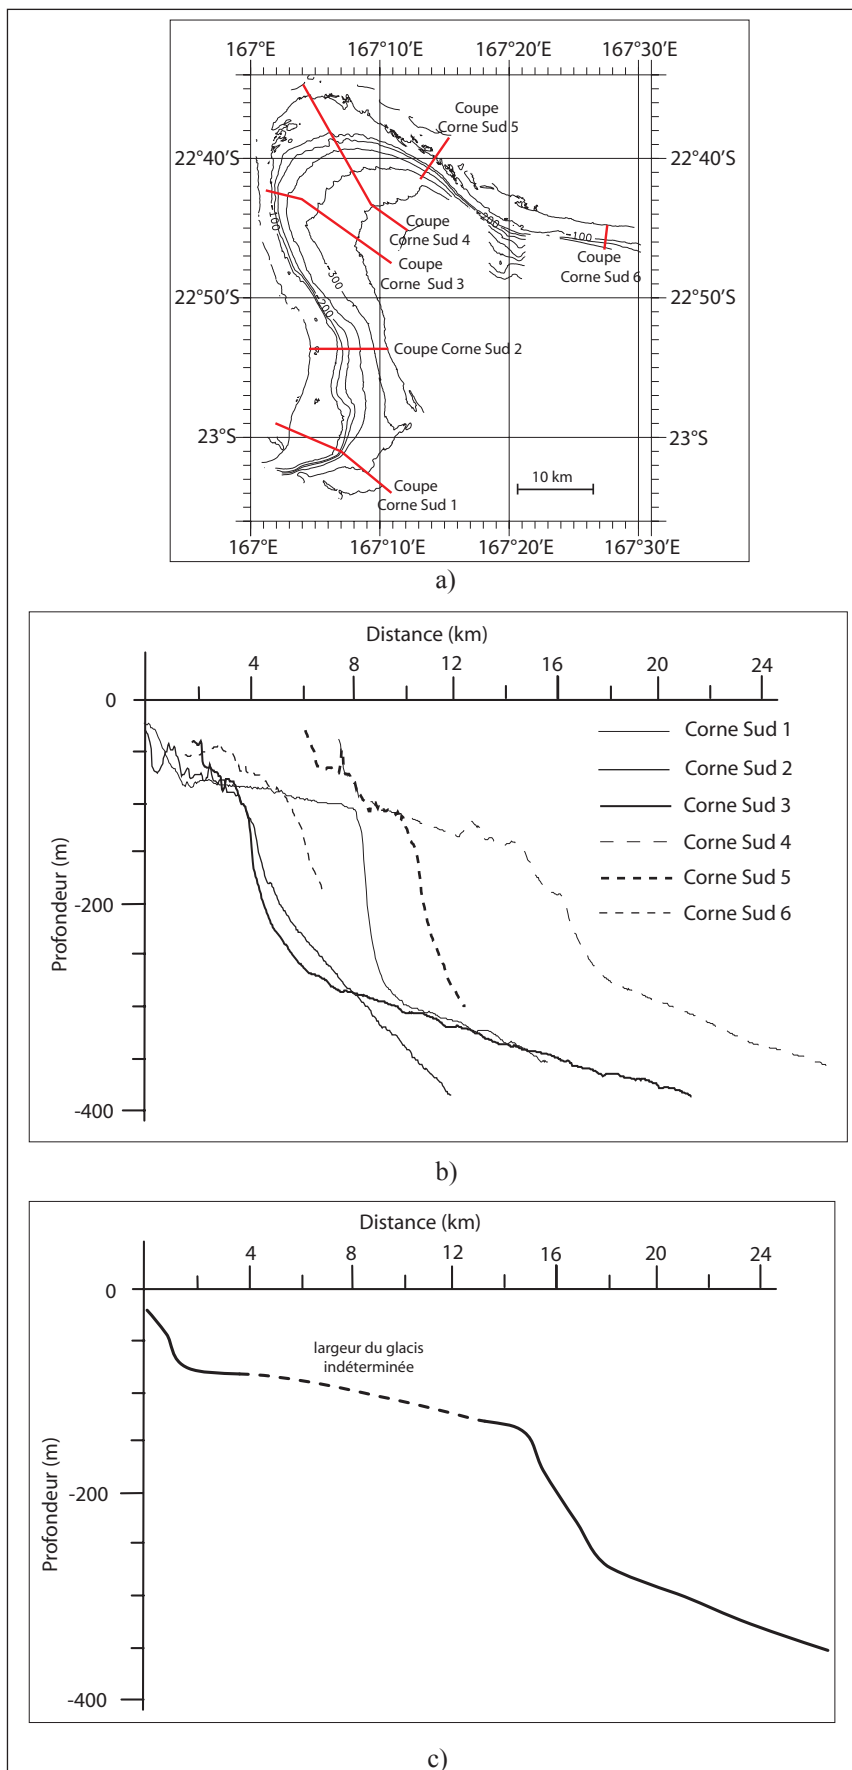 167°E 167°10′E 167°20′E 167°30′E
Coupe
Corne Sud 5
22°40′S 22°40′S
-100
-200
-100
Coupe
Corne Sud 4
Coupe
Corne Sud 6
Coupe
Corne Sud 3
-300
22°50′S 22°50′S
-200
Coupe Corne Sud 2
23°S 23°S
Coupe
Corne Sud 1
10 km
167°E 167°10′E 167°20′E 167°30′E
a)
Distance (km)
4 8 12 16 20 24
0
-200
-400
Profondeur (m)
Corne Sud 1
Corne Sud 2
Corne Sud 3
Corne Sud 4
Corne Sud 5
Corne Sud 6
b)
Distance (km)
4 8 12 16 20 24
0
-200
-400
Profondeur (m)
largeur du glacis
indéterminée
c)